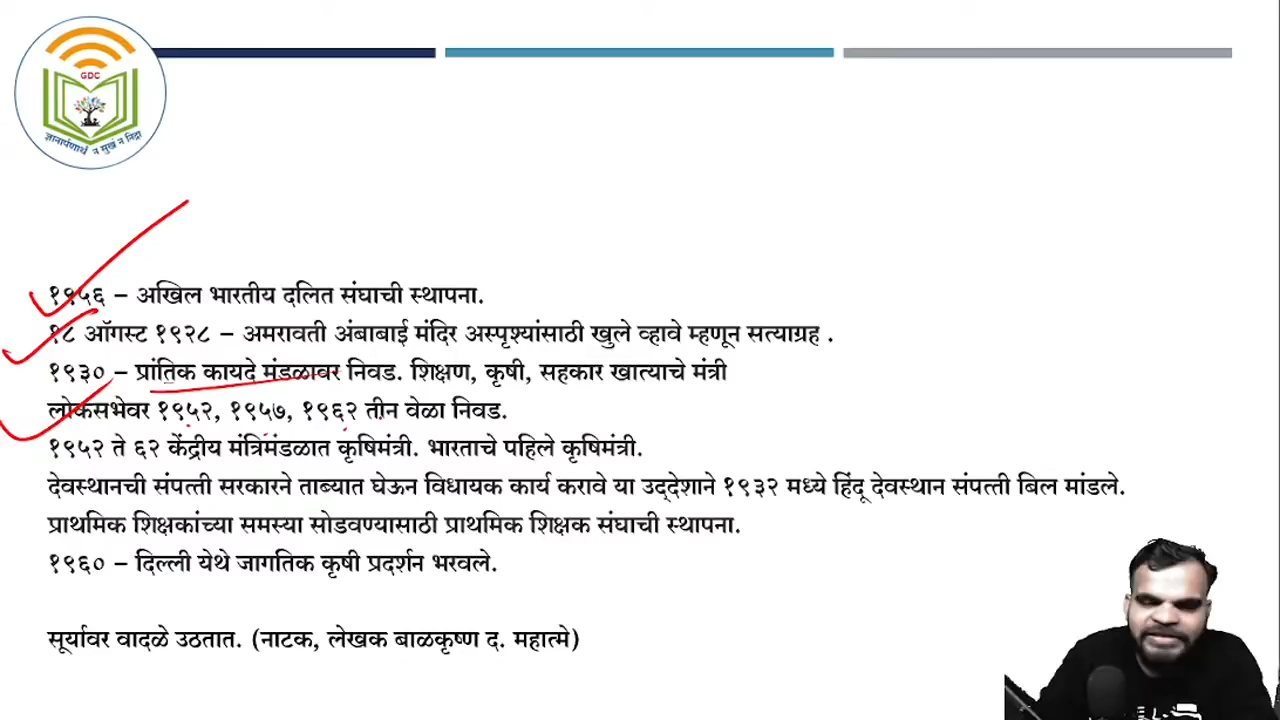 GDC
ज्ञानार्पणार्थं न सुखं न निद्रा
१९५६ – अखिल भारतीय दलित संघाची स्थापना.
१८ ऑगस्ट १९२८ – अमरावती अंबाबाई मंदिर अस्पृश्यांसाठी खुले व्हावे म्हणून सत्याग्रह .
१९३० – प्रांतिक कायदे मंडळावर निवड. शिक्षण, कृषी, सहकार खात्याचे मंत्री
लोकसभेवर १९५२, १९५७, १९६२ तीन वेळा निवड.
१९५२ ते ६२ केंद्रीय मंत्रिमंडळात कृषिमंत्री. भारताचे पहिले कृषिमंत्री.
देवस्थानची संपत्ती सरकारने ताब्यात घेऊन विधायक कार्य करावे या उद्देशाने १९३२ मध्ये हिंदू देवस्थान संपत्ती बिल मांडले.
प्राथमिक शिक्षकांच्या समस्या सोडवण्यासाठी प्राथमिक शिक्षक संघाची स्थापना.
१९६० – दिल्ली येथे जागतिक कृषी प्रदर्शन भरवले.
सूर्यावर वादळे उठतात. (नाटक, लेखक बाळकृष्ण द. महात्मे)